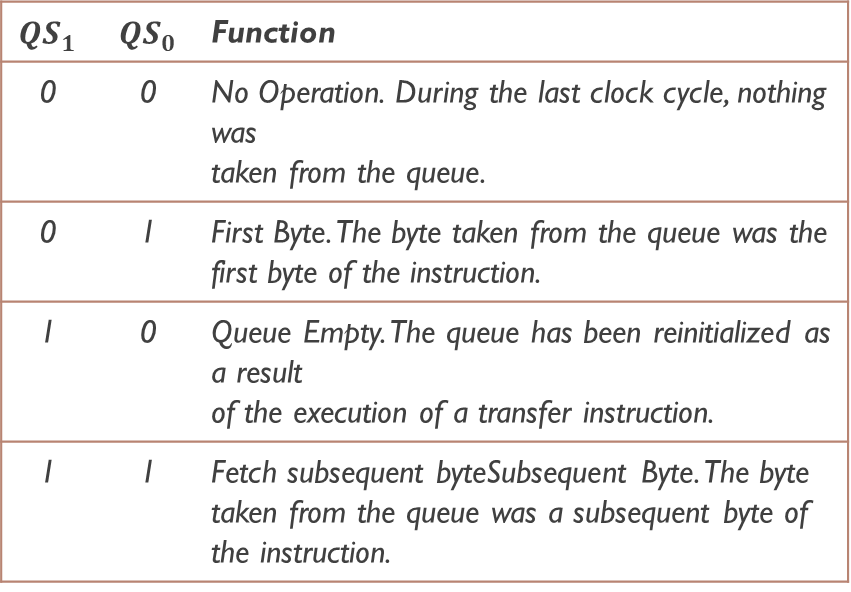 QS₁ QS₀ Function
0 0 No Operation. During the last clock cycle, nothing
was
taken from the queue.
0 1 First Byte. The byte taken from the queue was the
first byte of the instruction.
1 0 Queue Empty. The queue has been reinitialized as
a result
of the execution of a transfer instruction.
1 1 Fetch subsequent byteSubsequent Byte. The byte
taken from the queue was a subsequent byte of
the instruction.